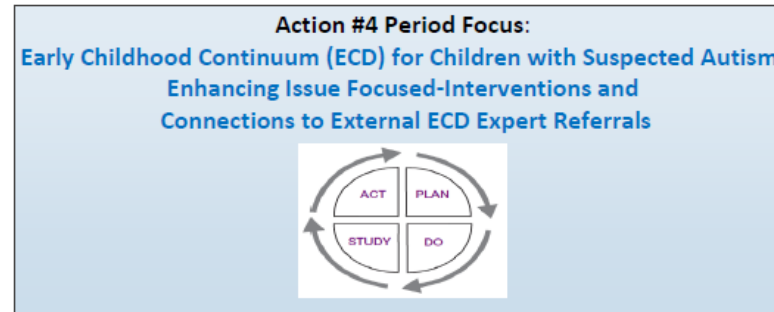 Action #4 Period Focus:
Early Childhood Continuum (ECD) for Children with Suspected Autism
Enhancing Issue Focused-Interventions and
Connections to External ECD Expert Referrals
ACT PLAN
STUDY DO